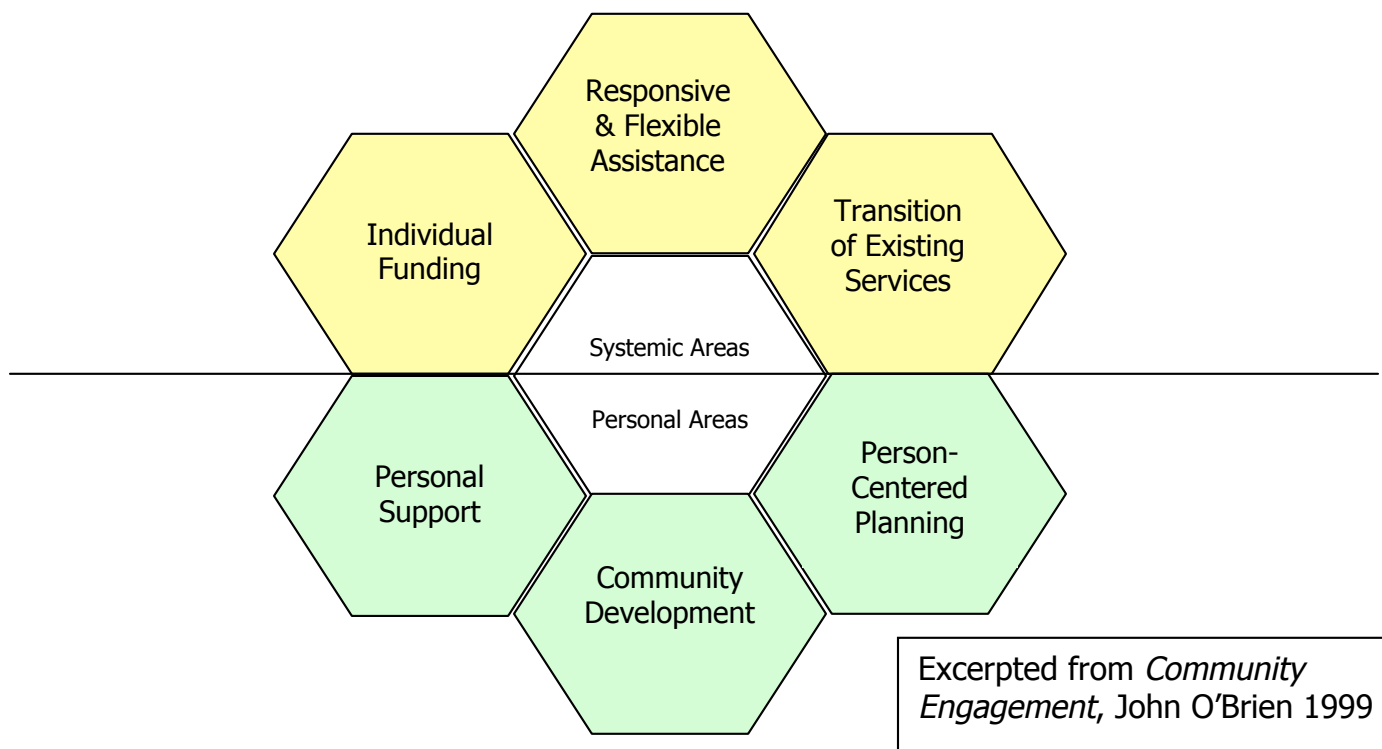 Responsive
& Flexible
Assistance
Individual
Funding
Transition
of Existing
Services
Systemic Areas
Personal Areas
Personal
Support
Person-
Centered
Planning
Community
Development
Excerpted from Community
Engagement, John O’Brien 1999